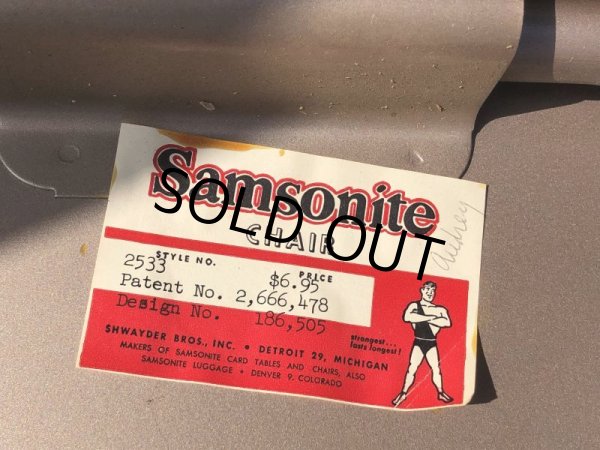 Samsonite
CHAIR
SOLD OUT
Audrey
STYLE NO. PRICE
2533 $6.95
Patent No. 2,666,478
Design No. 186,505
SHWAYDER BROS., INC. • DETROIT 29, MICHIGAN
MAKERS OF SAMSONITE CARD TABLES AND CHAIRS, ALSO
SAMSONITE LUGGAGE • DENVER 9, COLORADO
strongest...
lasts longest!